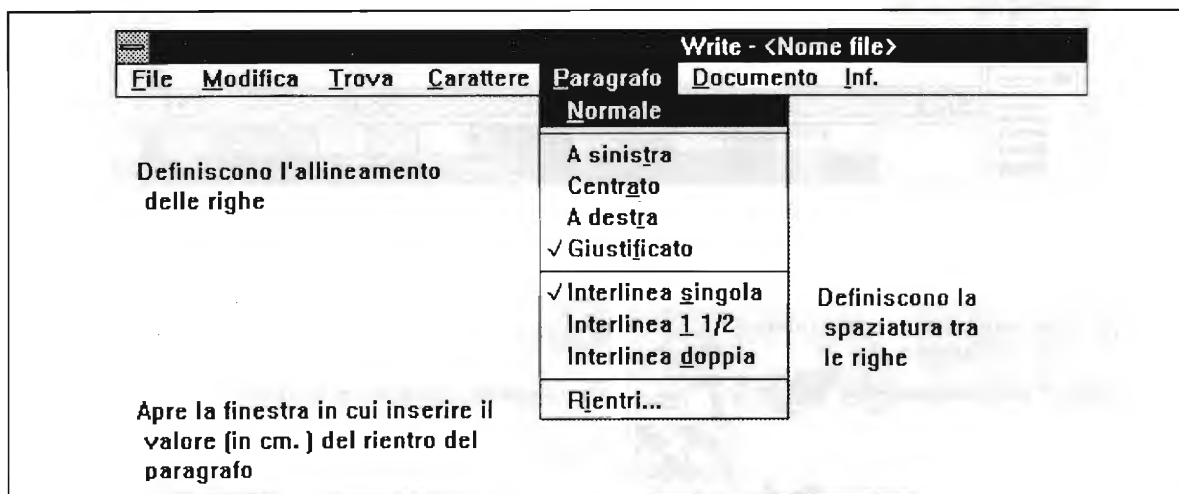 Write - <Nome file>
File Modifica Trova Carattere Paragrafo Documento Inf.
Normale
A sinistra
Centrato
A destra
√ Giustificato
√ Interlinea singola
Interlinea 1 1/2
Interlinea doppia
Rientri...
Definiscono l'allineamento
delle righe
Definiscono la
spaziatura tra
le righe
Apre la finestra in cui inserire il
valore (in cm. ) del rientro del
paragrafo